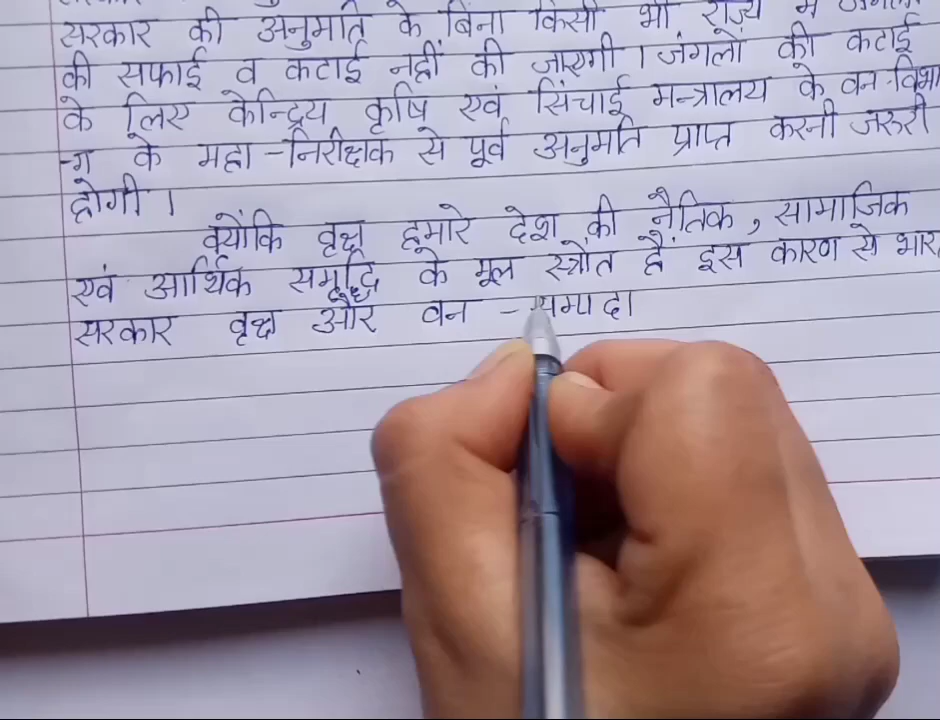 सरकार की अनुमति के बिना किसी भी राज्य में
की सफाई व कटाई नहीं की जाएगी । जंगलों की कटाई
के लिए केन्द्रिय कृषि एवं सिंचाई मन्त्रालय के वन-विभा
-ग के महा-निरीक्षक से पूर्व अनुमति प्राप्त करनी जरुरी
होगी ।
क्योंकि वृक्ष हमारे देश की नैतिक, सामाजिक
एवं आर्थिक समृद्धि के मूल स्त्रोत हैं इस कारण से भार
सरकार वृक्ष और वन -सम्पदा